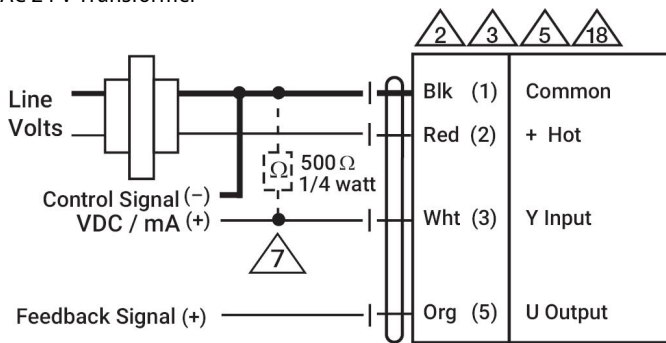 AC 24 V Transformer
2 3 5 18
Line
Volts
Blk (1) Common
Red (2) + Hot
Ω 500 Ω
1/4 watt
Control Signal (−)
VDC / mA (+)
Wht (3) Y Input
7
Feedback Signal (+)
Org (5) U Output